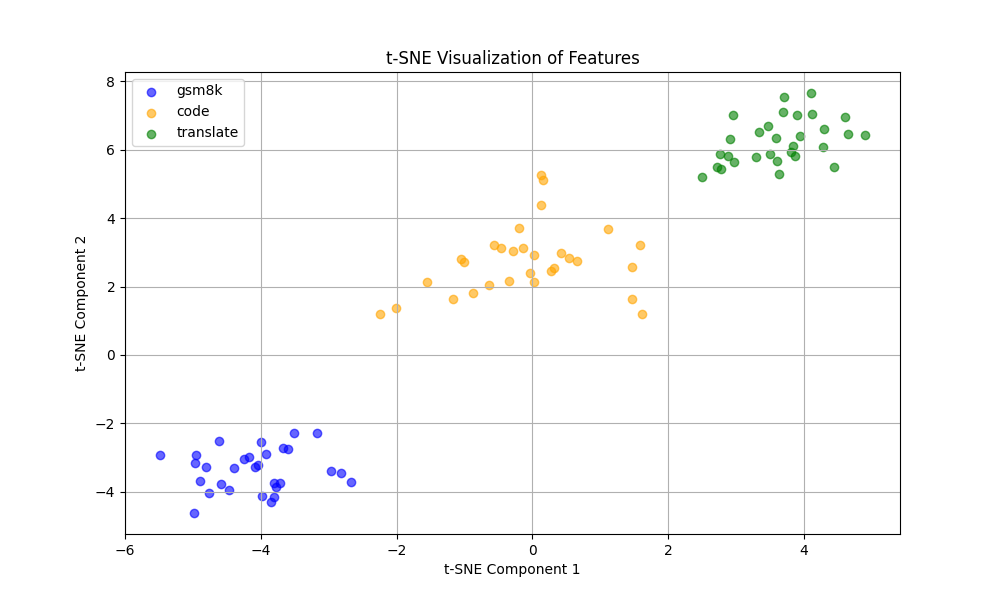 t-SNE Visualization of Features
gsm8k
code
translate
8
6
4
2
0
−2
−4
t-SNE Component 2
−6
−4
−2
0
2
4
t-SNE Component 1